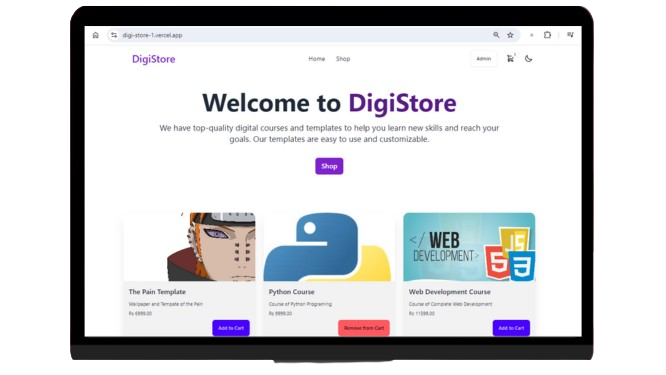 digi-store-1.vercel.app
DigiStore
Home
Shop
Admin
Welcome to DigiStore
We have top-quality digital courses and templates to help you learn new skills and reach your
goals. Our templates are easy to use and customizable.
Shop
</ WEB
DEVELOPMENT>
JS
5
3
The Pain Template
Wallpaper and Tempate of the Pain
Rs 6999.00
Add to Cart
Python Course
Course of Python Programing
Rs 9999.00
Remove from Cart
Web Development Course
Course of Complete Web Development
Rs 11599.00
Add to Cart